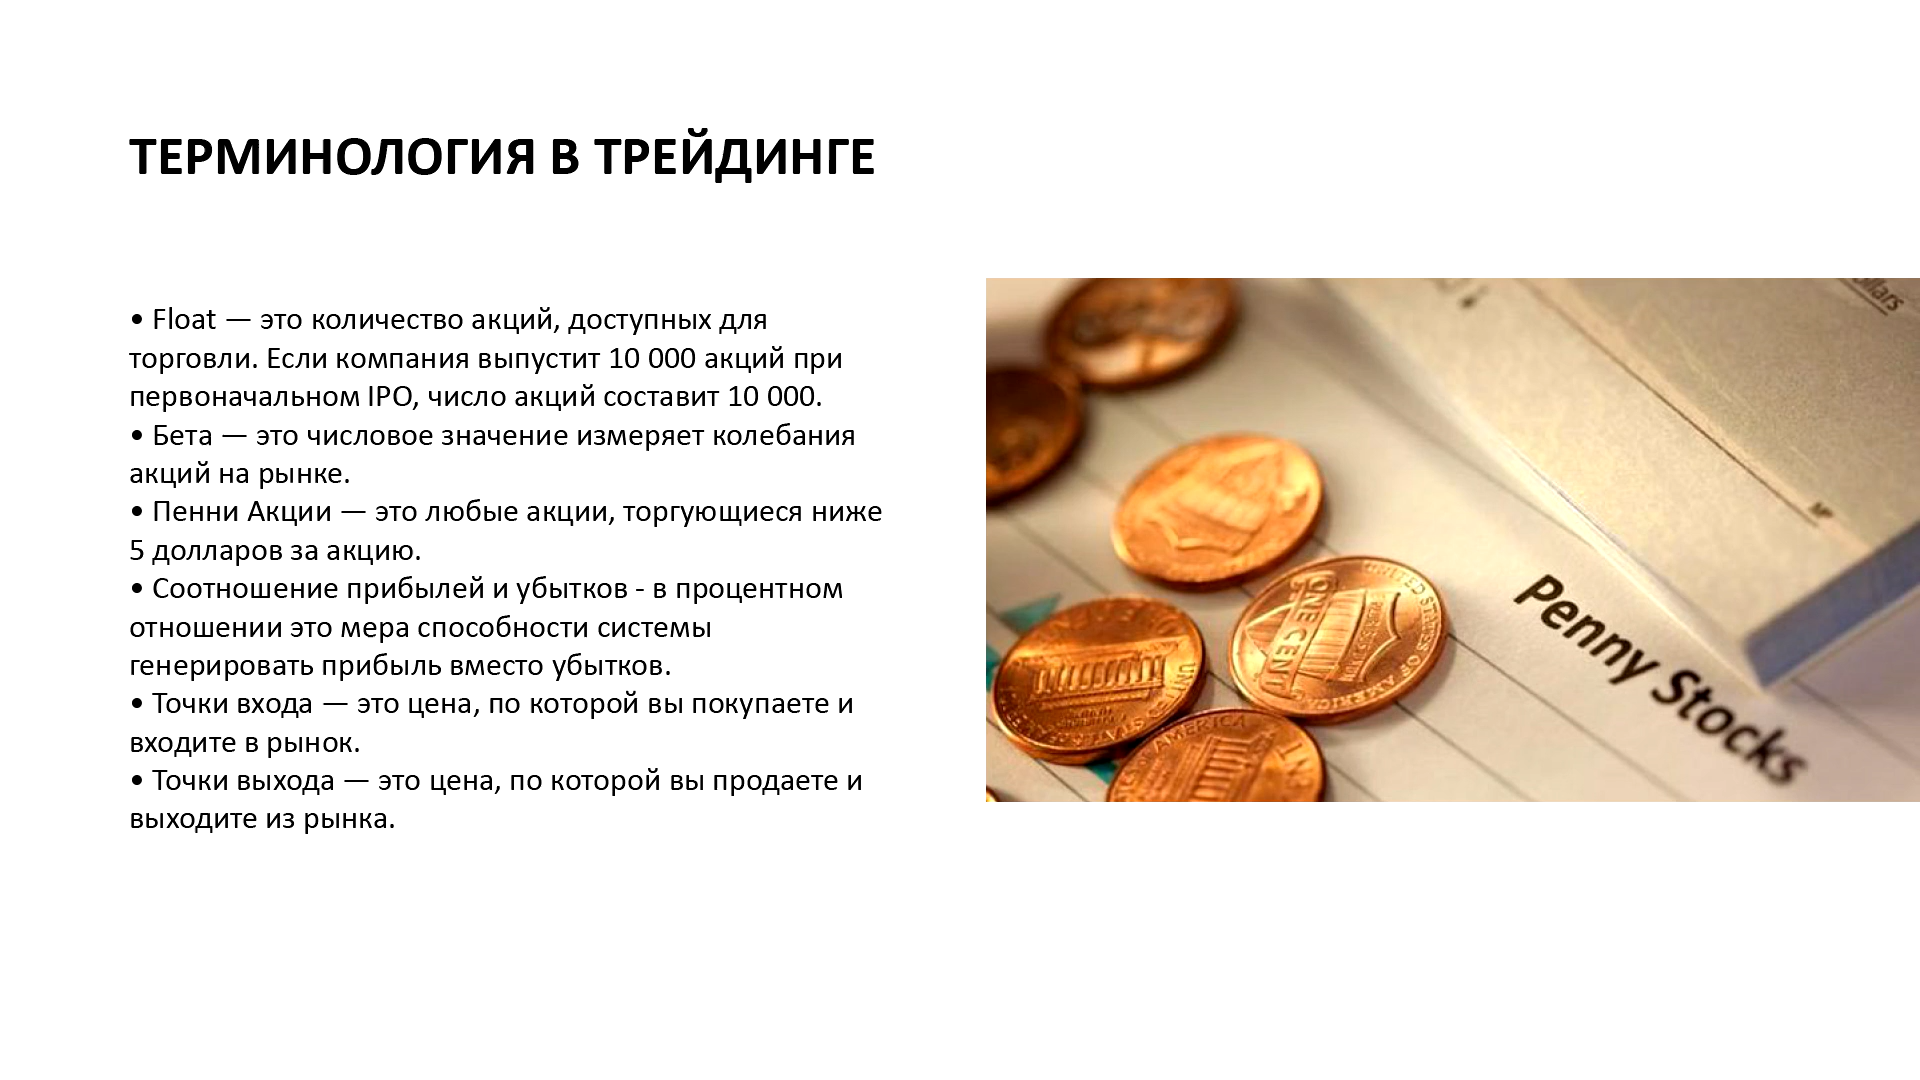 ТЕРМИНОЛОГИЯ В ТРЕЙДИНГЕ
• Float — это количество акций, доступных для
торговли. Если компания выпустит 10 000 акций при
первоначальном IPO, число акций составит 10 000.
• Бета — это числовое значение измеряет колебания
акций на рынке.
• Пенни Акции — это любые акции, торгующиеся ниже
5 долларов за акцию.
• Соотношение прибылей и убытков - в процентном
отношении это мера способности системы
генерировать прибыль вместо убытков.
• Точки входа — это цена, по которой вы покупаете и
входите в рынок.
• Точки выхода — это цена, по которой вы продаете и
выходите из рынка.
Penny Stocks
UNITED STATES OF AMERICA
ONE CENT
AMERICA